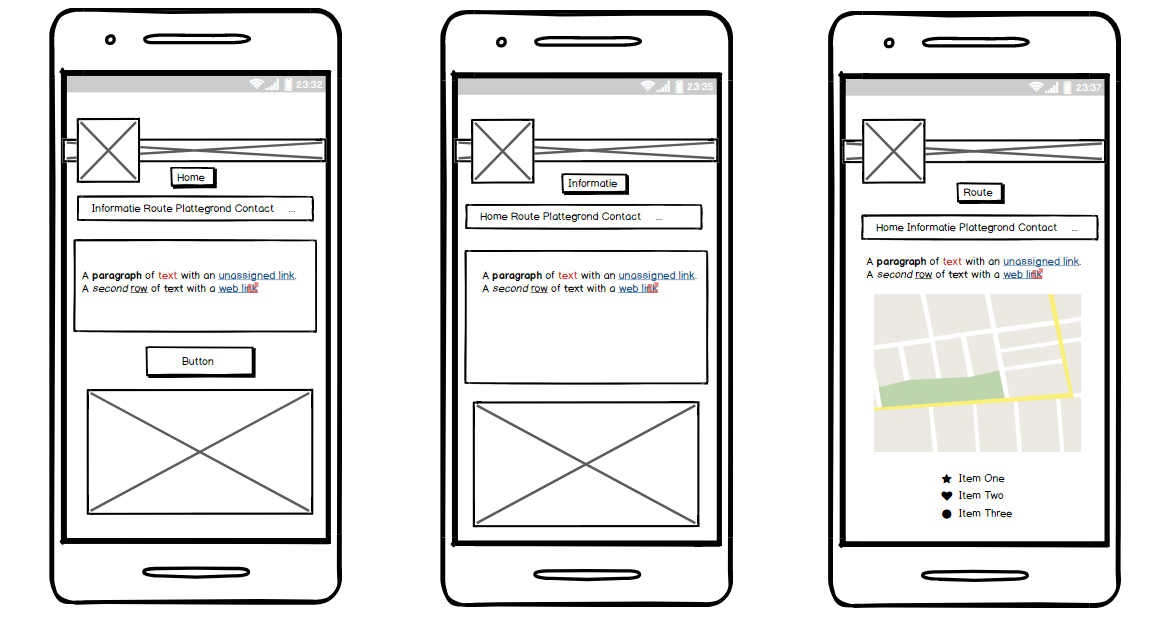 23:32
Home
Informatie Route Plattegrond Contact ...
A paragraph of text with an unassigned link.
A second row of text with a web link
Button
23:35
Informatie
Home Route Plattegrond Contact ...
A paragraph of text with an unassigned link.
A second row of text with a web link
23:37
Route
Home Informatie Plattegrond Contact ...
A paragraph of text with an unassigned link.
A second row of text with a web link
Item One
Item Two
Item Three